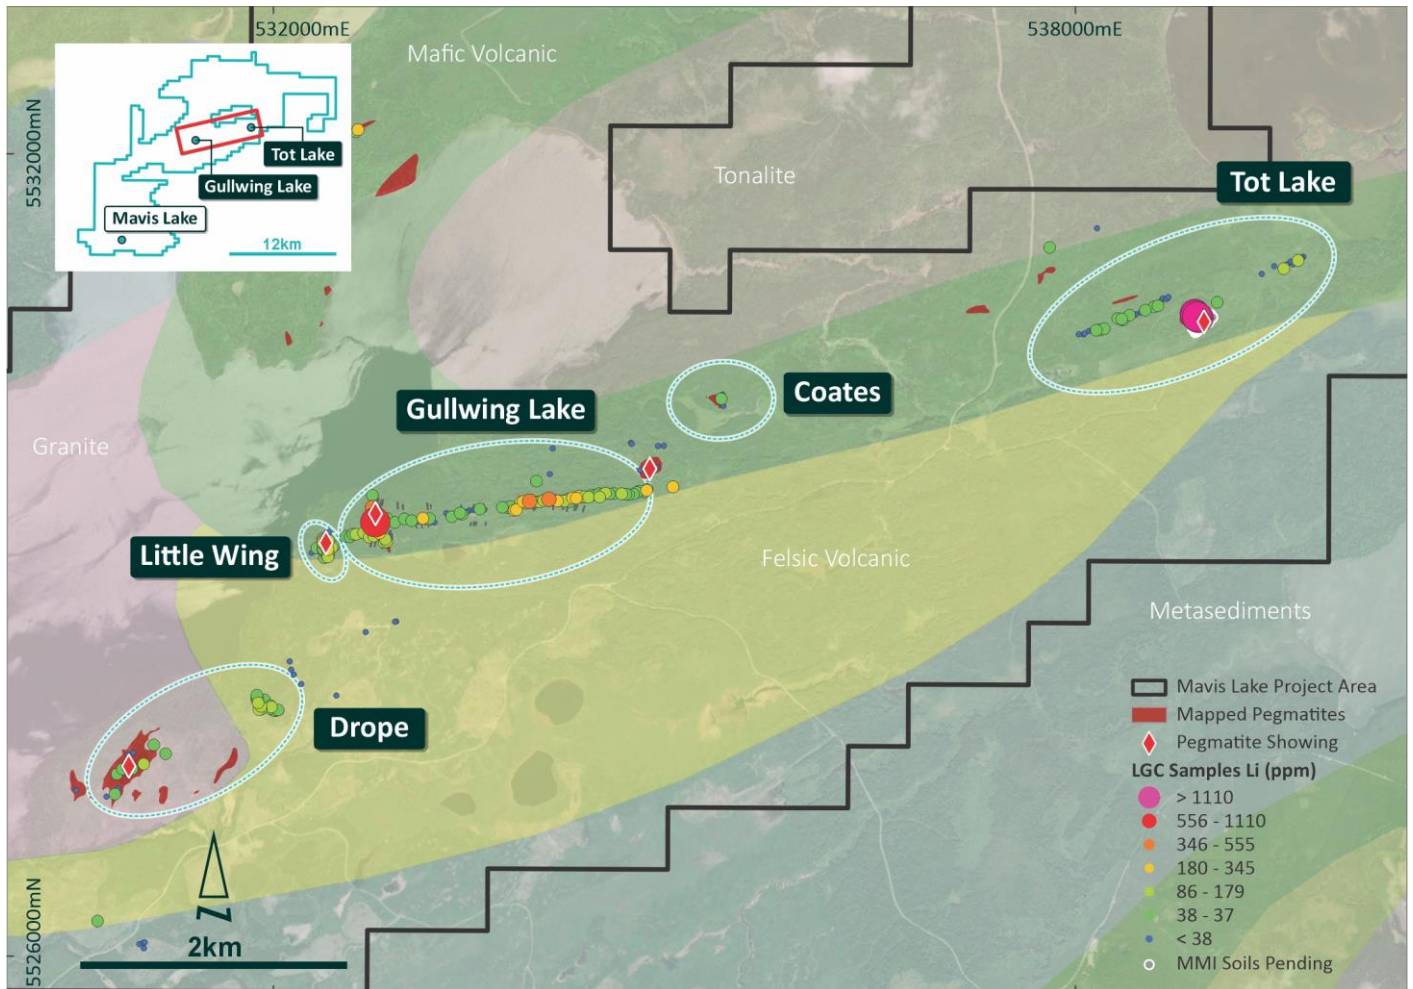 532000mE
538000mE
Mafic Volcanic
5532000mN
Tot Lake
Gullwing Lake
Mavis Lake
12km
Tonalite
Tot Lake
Coates
Gullwing Lake
Granite
Little Wing
Felsic Volcanic
Metasediments
Drope
5526000mN
N
2km
Mavis Lake Project Area
Mapped Pegmatites
Pegmatite Showing
LGC Samples Li (ppm)
> 1110
556 - 1110
346 - 555
180 - 345
86 - 179
38 - 37
< 38
MMI Soils Pending